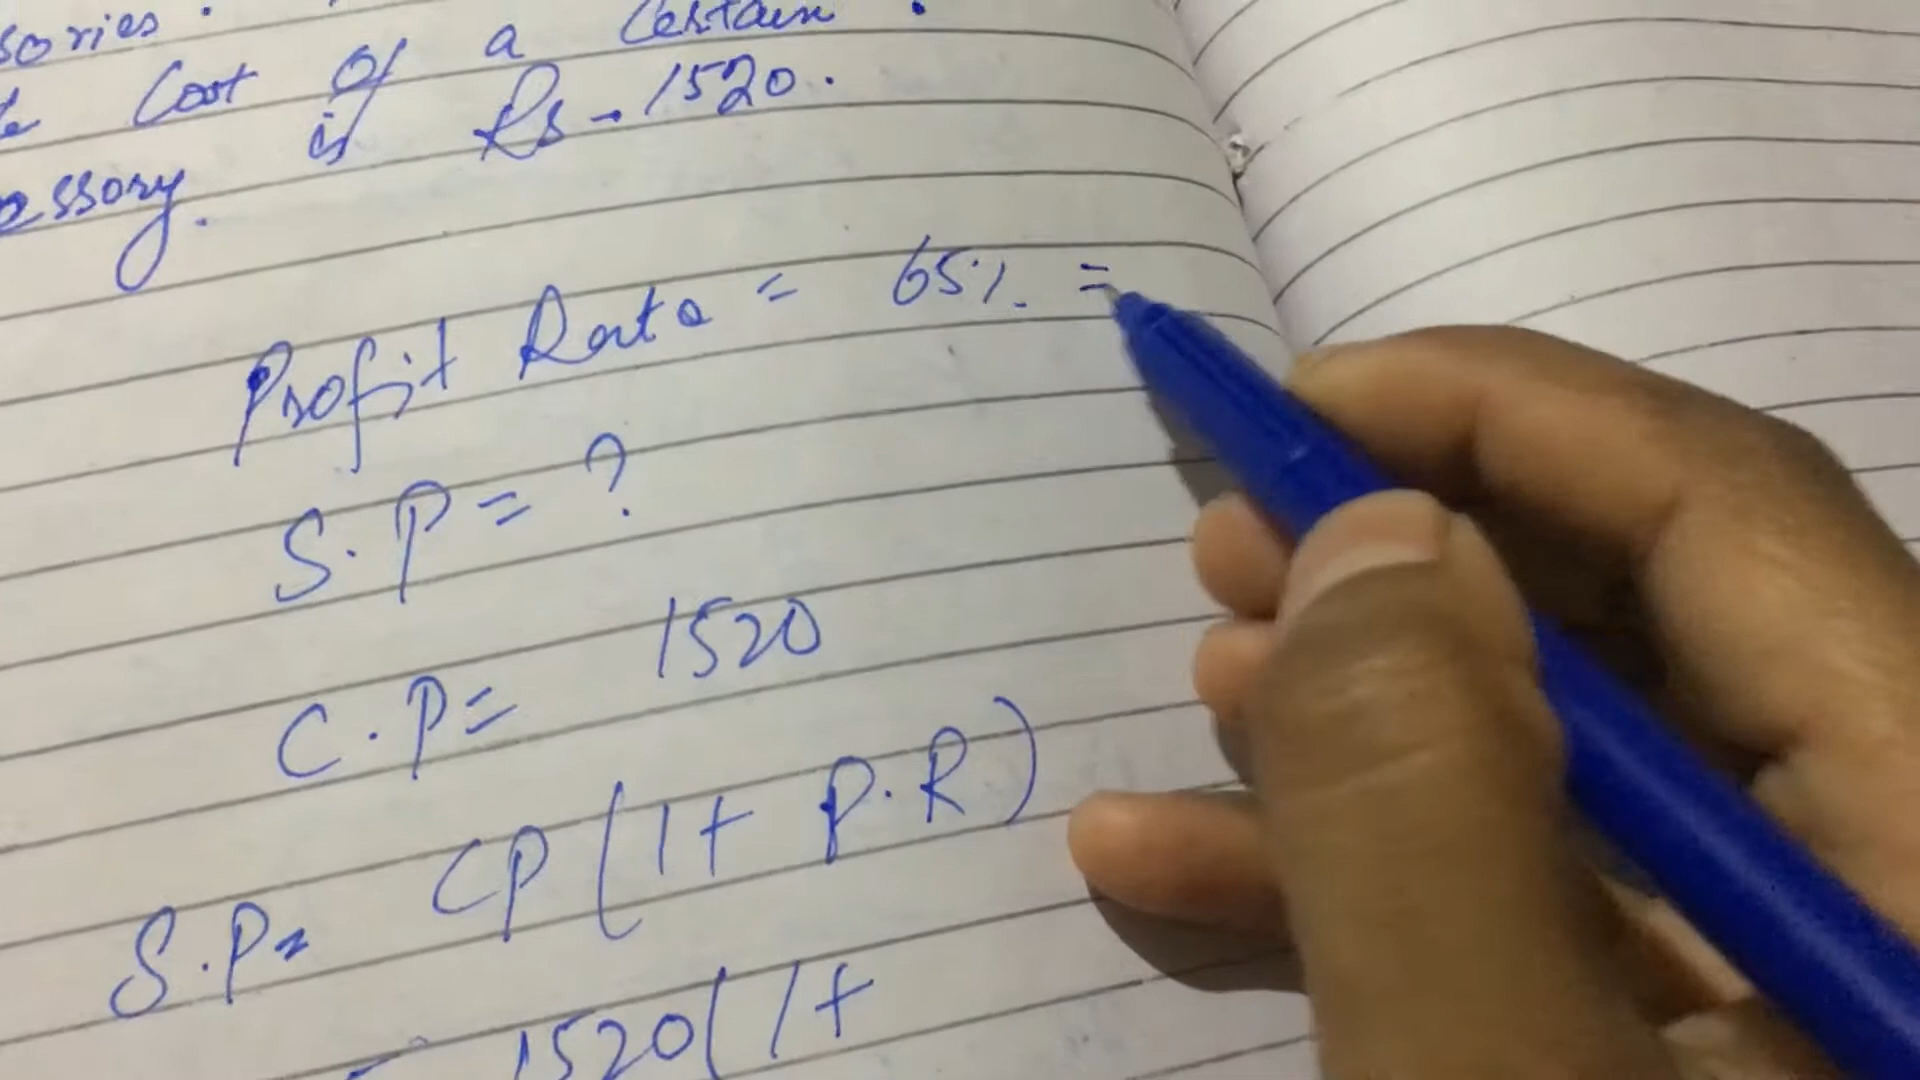 sories.
Cost of a Certain
is Rs - 1520.
essory.
Profit Rate = 65% =
S.P = ?
C.P = 1520
S.P = CP (1 + P.R)
= 1520 ( 1 +